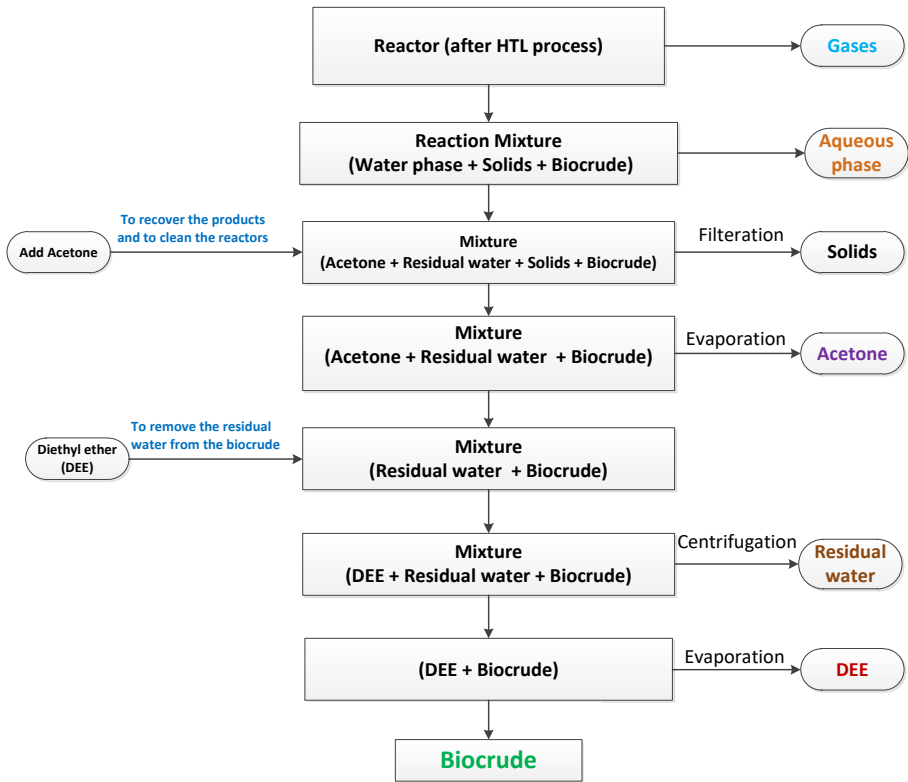 Reactor (after HTL process)
Gases
Reaction Mixture
(Water phase + Solids + Biocrude)
Aqueous
phase
To recover the products
and to clean the reactors
Add Acetone
Mixture
(Acetone + Residual water + Solids + Biocrude)
Filteration
Solids
Mixture
(Acetone + Residual water + Biocrude)
Evaporation
Acetone
To remove the residual
water from the biocrude
Diethyl ether
(DEE)
Mixture
(Residual water + Biocrude)
Mixture
(DEE + Residual water + Biocrude)
Centrifugation
Residual
water
(DEE + Biocrude)
Evaporation
DEE
Biocrude